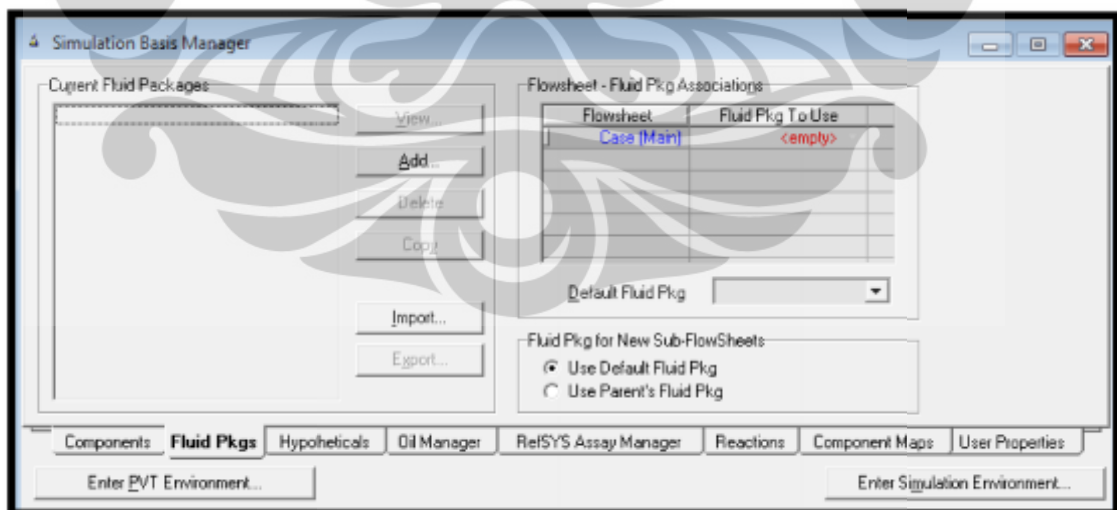 Simulation Basis Manager
Current Fluid Packages
View...
Add...
Delete
Copy
Import...
Export...
Flowsheet - Fluid Pkg Associations
Flowsheet Fluid Pkg To Use
Case (Main) <empty>
Default Fluid Pkg
Fluid Pkg for New Sub-FlowSheets
Use Default Fluid Pkg
Use Parent's Fluid Pkg
Components Fluid Pkgs Hypoheticals Oil Manager RefSYS Assay Manager Reactions Component Maps User Properties
Enter PVT Environment... Enter Simulation Environment...